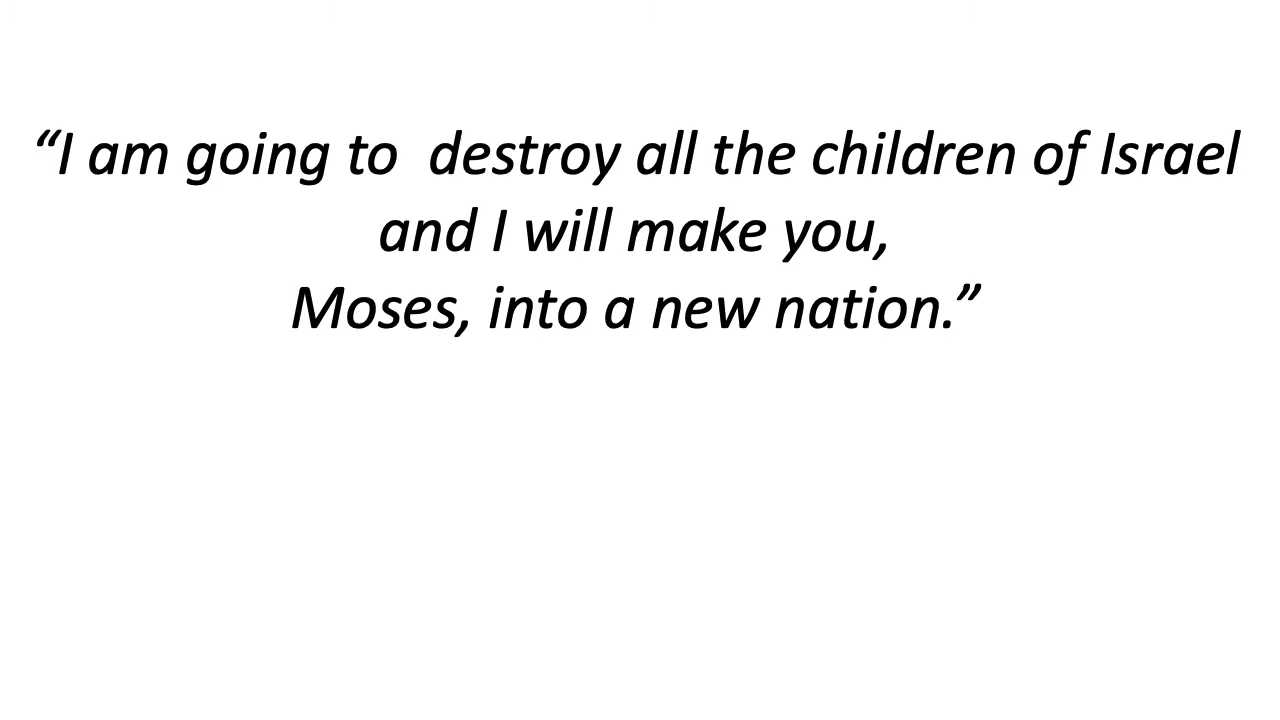 “I am going to  destroy all the children of Israel
and I will make you,
Moses, into a new nation.”